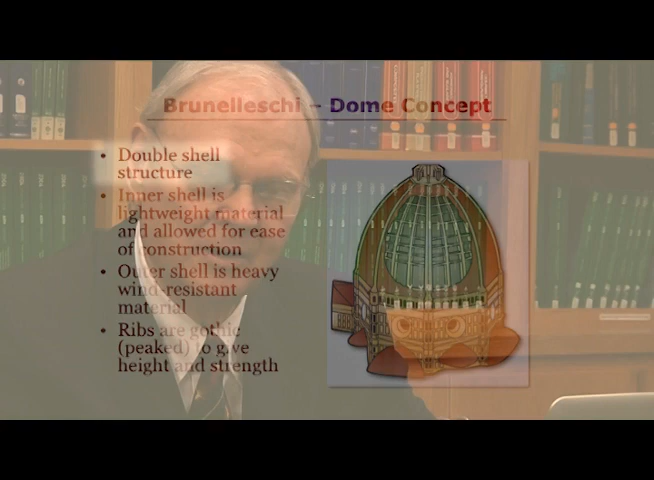 Brunelleschi – Dome Concept
• Double shell
structure
• Inner shell is
lightweight material
and allowed for ease
of construction
• Outer shell is heavy
wind-resistant
material
• Ribs are gothic
(peaked) to give
height and strength